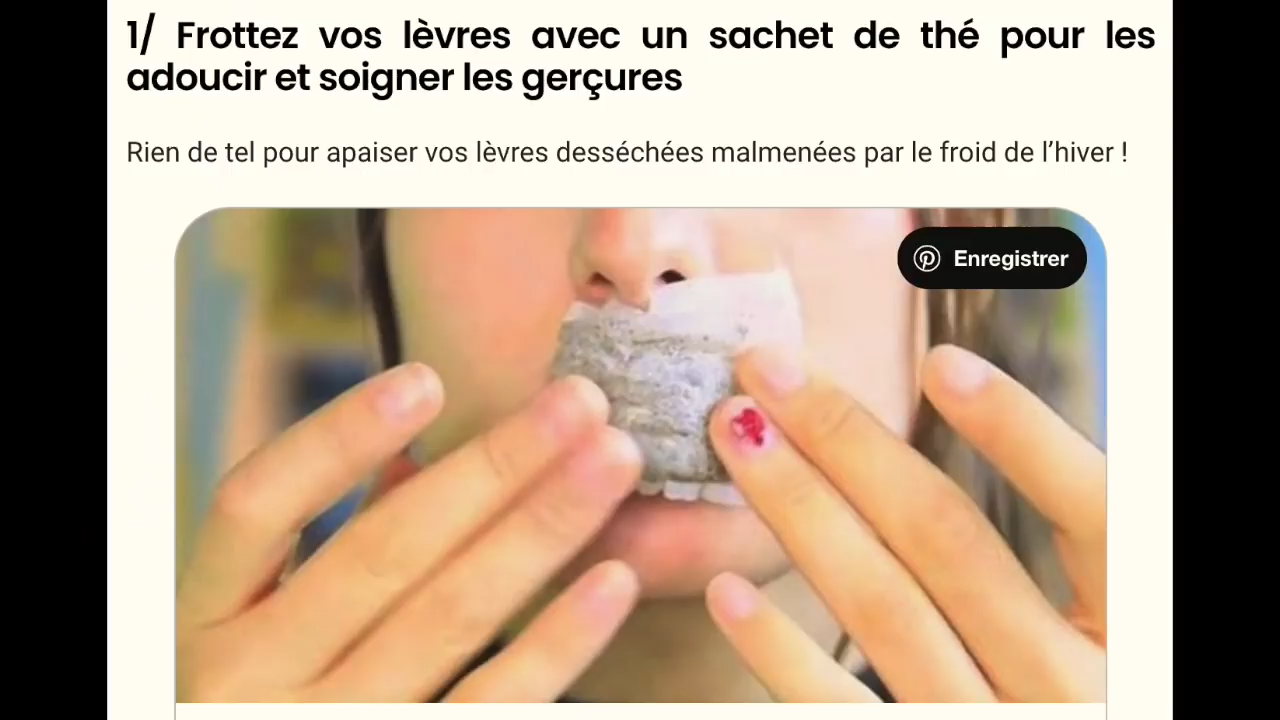 1/ Frottez vos lèvres avec un sachet de thé pour les
adoucir et soigner les gerçures
Rien de tel pour apaiser vos lèvres desséchées malmenées par le froid de l’hiver !
Enregistrer